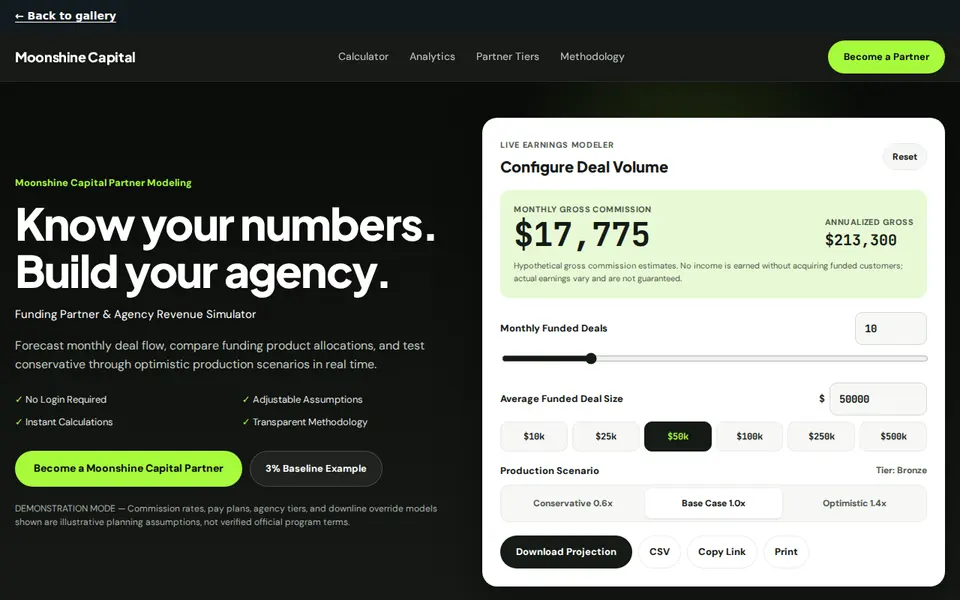 ← Back to gallery
Moonshine Capital
Calculator
Analytics
Partner Tiers
Methodology
Become a Partner
Moonshine Capital Partner Modeling
Know your numbers.
Build your agency.
Funding Partner & Agency Revenue Simulator
Forecast monthly deal flow, compare funding product allocations, and test
conservative through optimistic production scenarios in real time.
✓ No Login Required
✓ Adjustable Assumptions
✓ Instant Calculations
✓ Transparent Methodology
Become a Moonshine Capital Partner
3% Baseline Example
DEMONSTRATION MODE — Commission rates, pay plans, agency tiers, and downline override models
shown are illustrative planning assumptions, not verified official program terms.
LIVE EARNINGS MODELER
Configure Deal Volume
Reset
MONTHLY GROSS COMMISSION
$17,775
ANNUALIZED GROSS
$213,300
Hypothetical gross commission estimates. No income is earned without acquiring funded customers;
actual earnings vary and are not guaranteed.
Monthly Funded Deals
10
Average Funded Deal Size
$ 50000
$10k
$25k
$50k
$100k
$250k
$500k
Production Scenario
Tier: Bronze
Conservative 0.6x
Base Case 1.0x
Optimistic 1.4x
Download Projection
CSV
Copy Link
Print